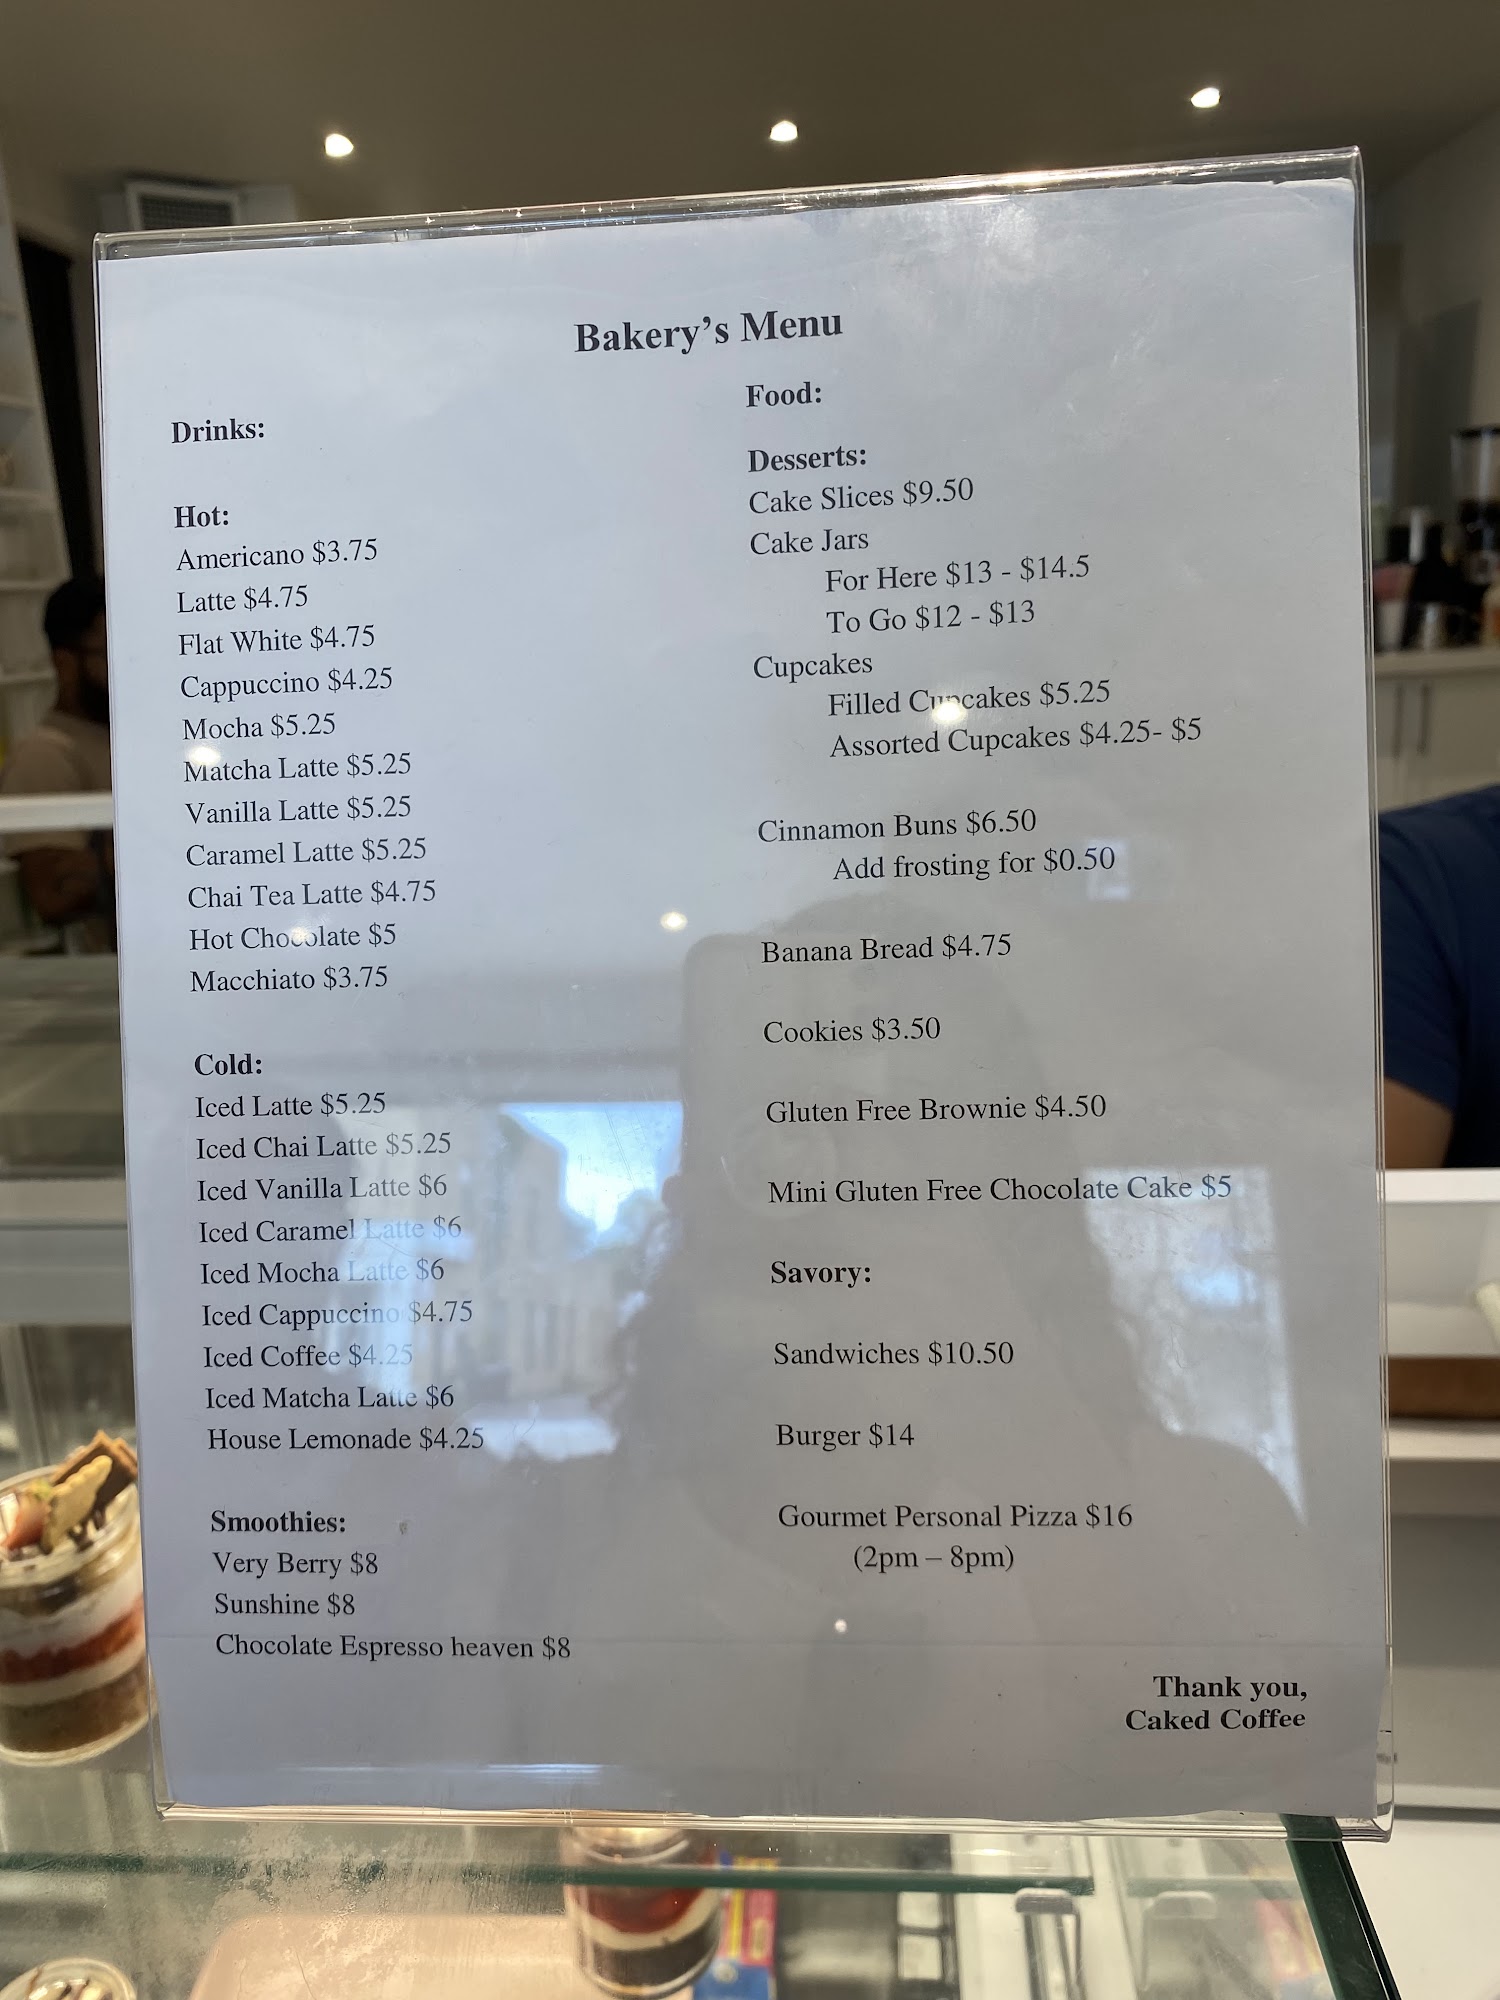 Bakery's Menu
Drinks:
Hot:
Americano $3.75
Latte $4.75
Flat White $4.75
Cappuccino $4.25
Mocha $5.25
Matcha Latte $5.25
Vanilla Latte $5.25
Caramel Latte $5.25
Chai Tea Latte $4.75
Hot Chocolate $5
Macchiato $3.75
Cold:
Iced Latte $5.25
Iced Chai Latte $5.25
Iced Vanilla Latte $6
Iced Caramel Latte $6
Iced Mocha Latte $6
Iced Cappuccino $4.75
Iced Coffee $4.25
Iced Matcha Latte $6
House Lemonade $4.25
Smoothies:
Very Berry $8
Sunshine $8
Chocolate Espresso heaven $8
Food:
Desserts:
Cake Slices $9.50
Cake Jars
For Here $13 - $14.5
To Go $12 - $13
Cupcakes
Filled Cupcakes $5.25
Assorted Cupcakes $4.25- $5
Cinnamon Buns $6.50
Add frosting for $0.50
Banana Bread $4.75
Cookies $3.50
Gluten Free Brownie $4.50
Mini Gluten Free Chocolate Cake $5
Savory:
Sandwiches $10.50
Burger $14
Gourmet Personal Pizza $16
(2pm – 8pm)
Thank you,
Caked Coffee